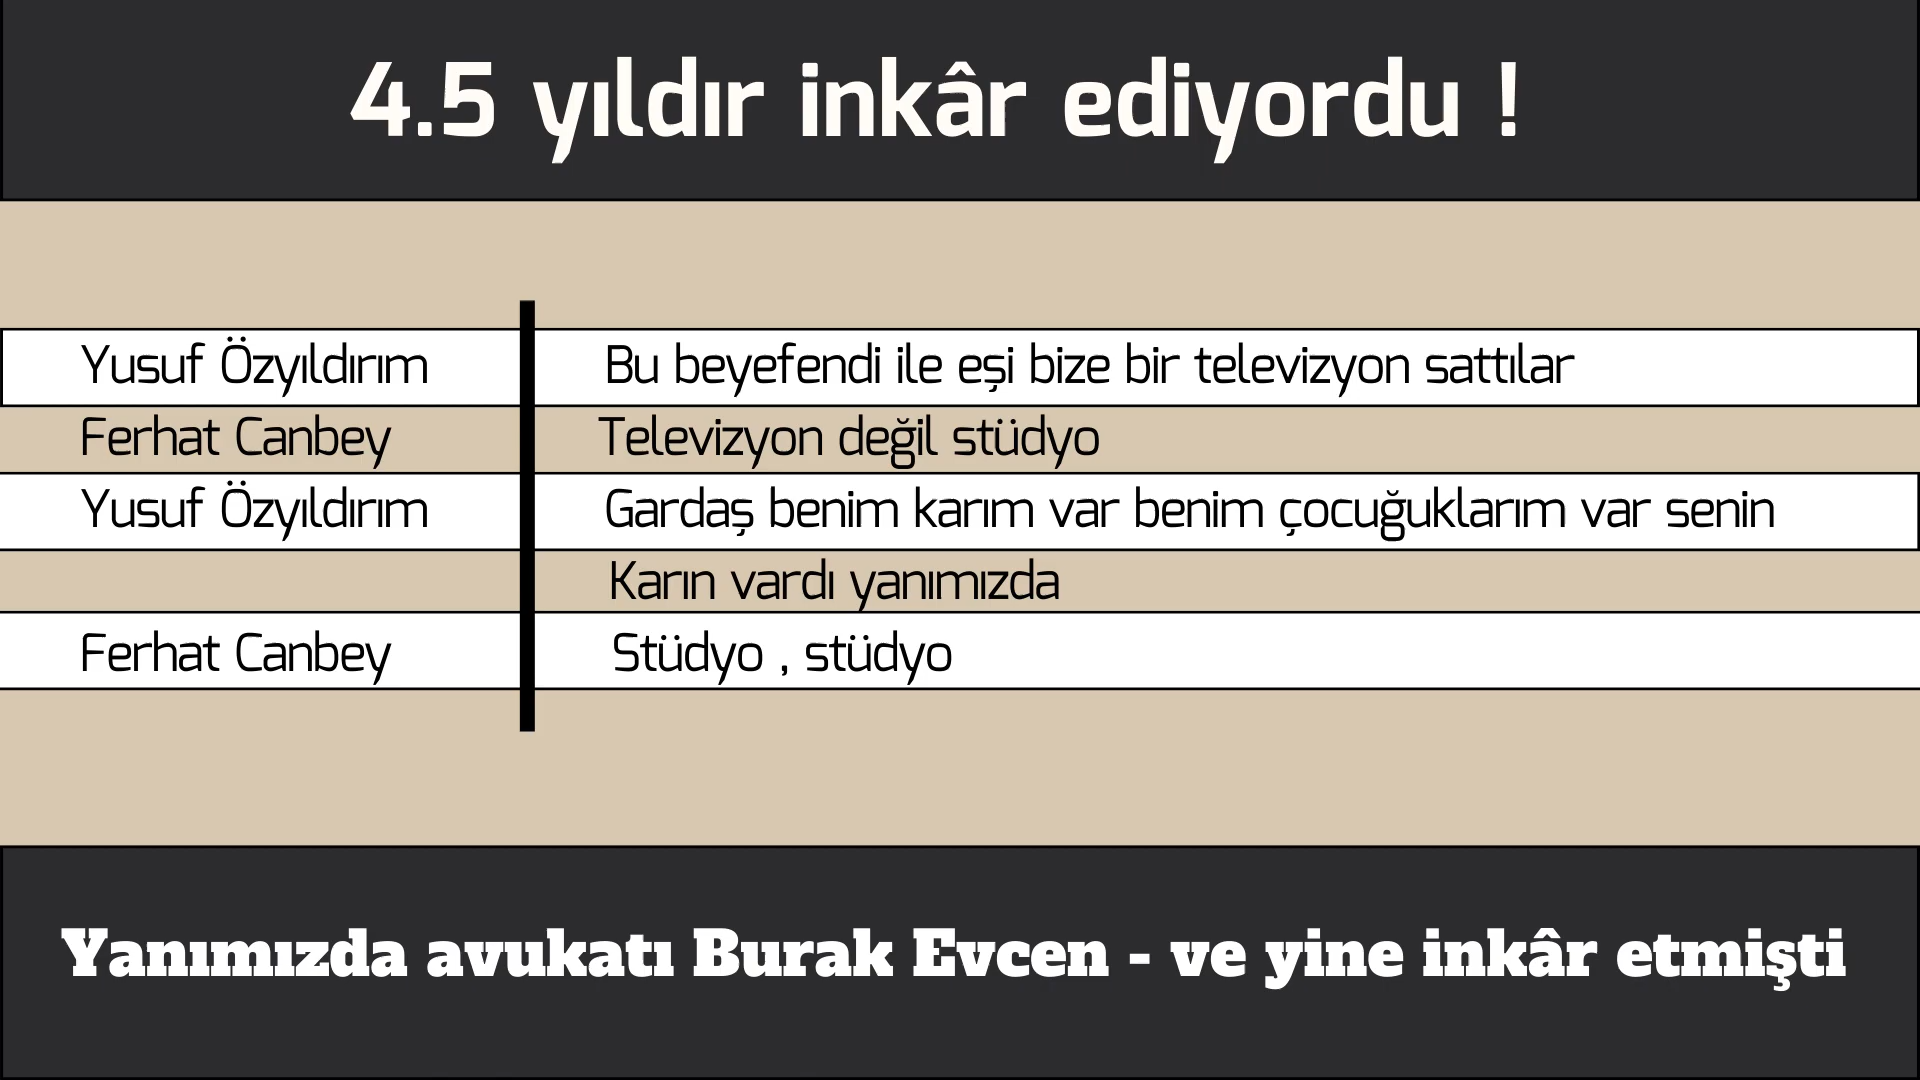 4.5 yıldır inkâr ediyordu !
Yusuf Özyıldırım Bu beyefendi ile eşi bize bir televizyon sattılar
Ferhat Canbey Televizyon değil stüdyo
Yusuf Özyıldırım Gardaş benim karım var benim çocuğuklarım var senin
Karın vardı yanımızda
Ferhat Canbey Stüdyo , stüdyo
Yanımızda avukatı Burak Evcen - ve yine inkâr etmişti